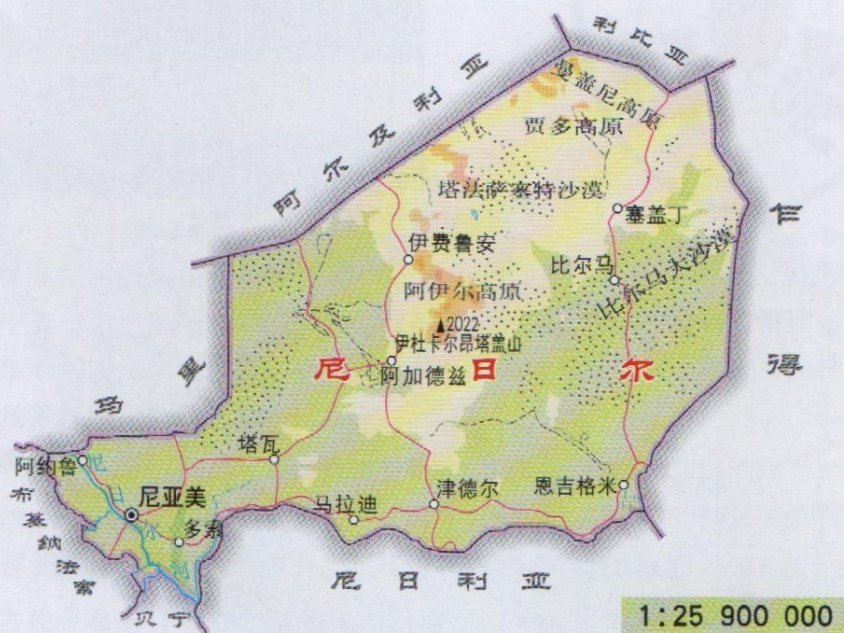 利比亚
阿尔及利亚
曼盖尼高原
贾多高原
塔法萨塞特沙漠
塞盖丁
乍得
伊费鲁安
比尔马
比尔马大沙漠
阿伊尔高原
▲2022
伊杜卡尔昂塔盖山
尼日尔
阿加德兹
马里
塔瓦
阿约鲁
尼日尔河
尼亚美
多索
马拉迪
津德尔
恩吉格米
布基纳法索
贝宁
尼日利亚
1:25 900 000